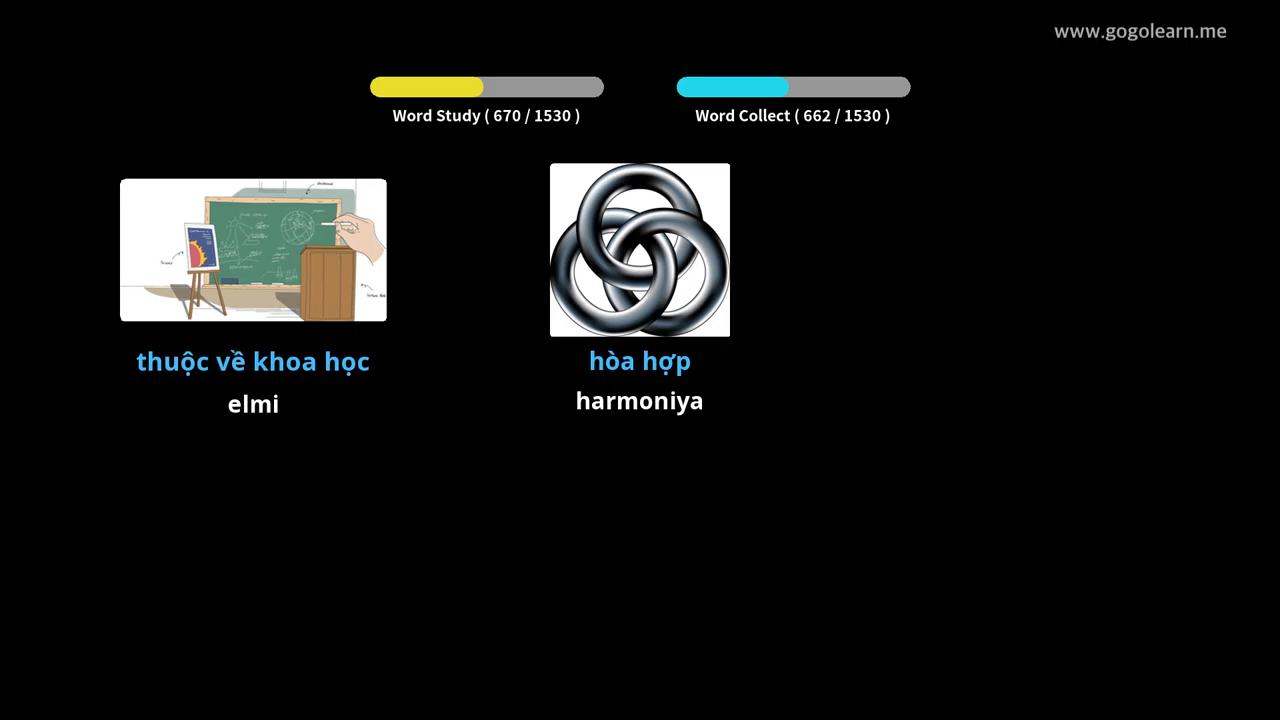 www.gogolearn.me
Word Study ( 670 / 1530 )
Word Collect ( 662 / 1530 )
thuộc về khoa học
elmi
hòa hợp
harmoniya